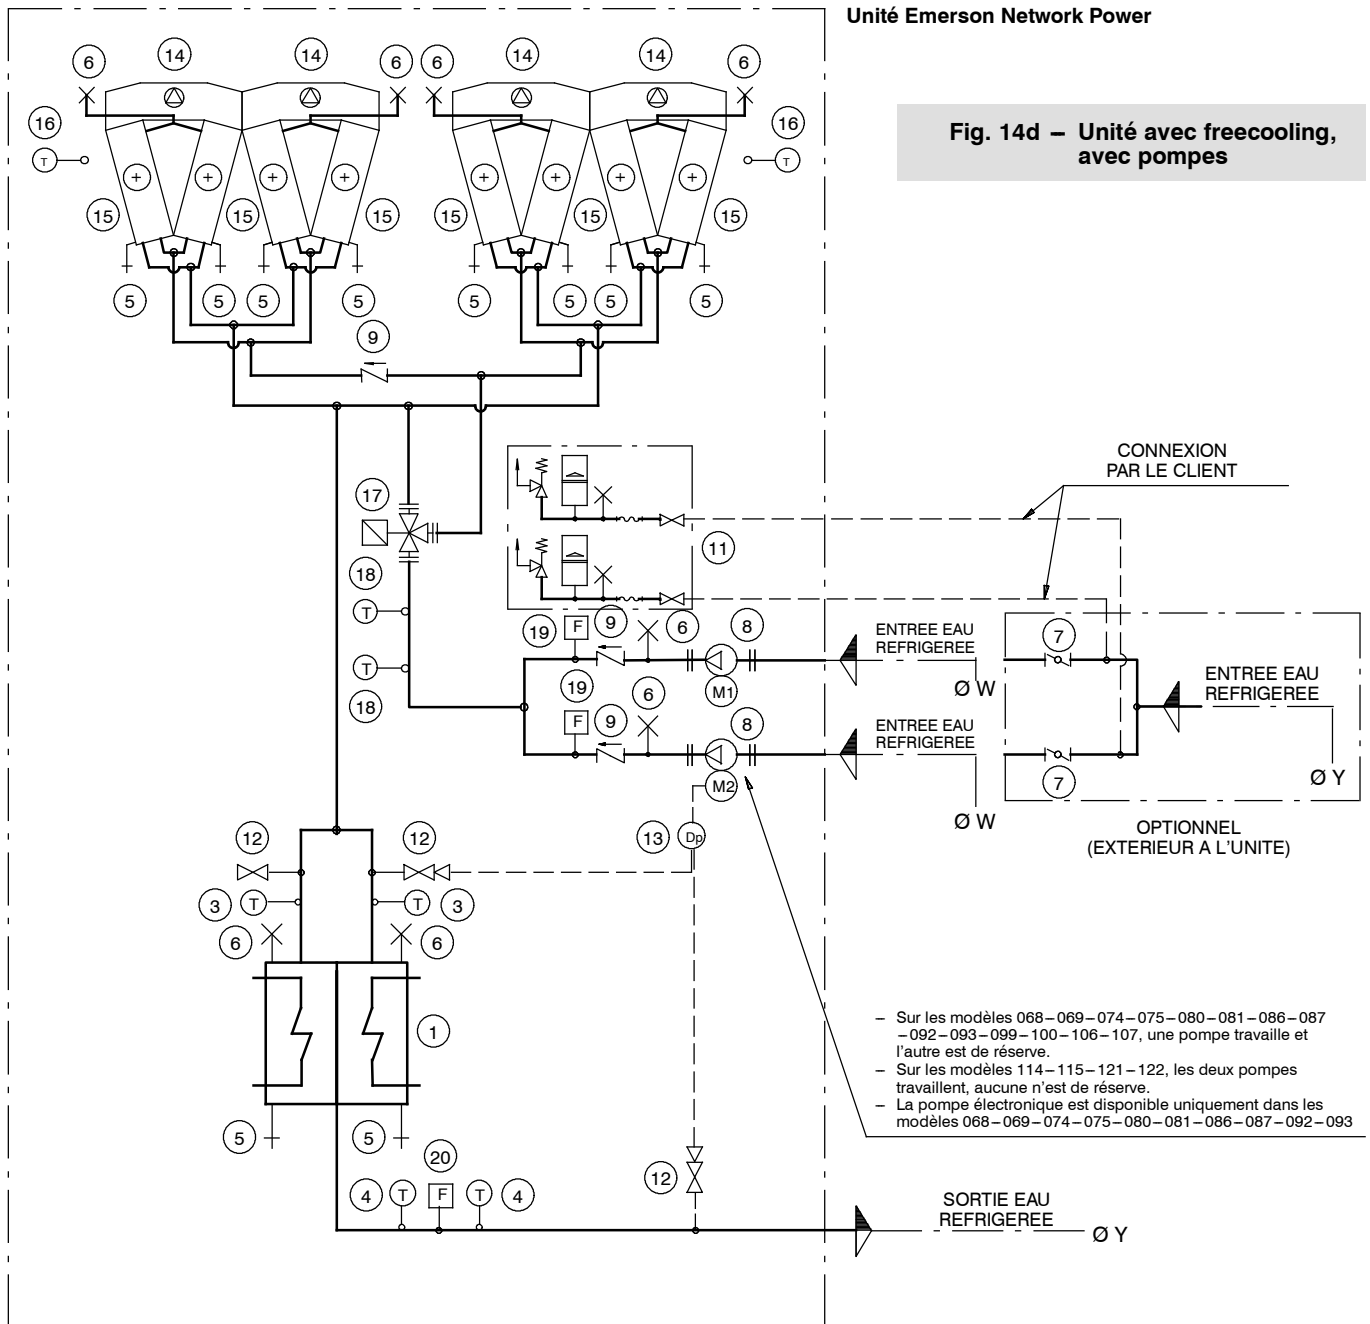 Unité Emerson Network Power
6 14 14 6 6 14 14 6
Fig. 14d – Unité avec freecooling,
avec pompes
16 16
T T
+ + + + + + + +
15 15 15 15 15
5 5 5 5 5 5 5 5
9
CONNEXION
PAR LE CLIENT
17
11
18
T
19 F 9 6 8
ENTREE EAU
REFRIGEREE
7
T
M1
Ø W
ENTREE EAU
REFRIGEREE
18
19 F 9 6 8
ENTREE EAU
REFRIGEREE
7
Ø Y
M2
Ø W
OPTIONNEL
(EXTERIEUR A L'UNITE)
12 12 13 Dp
3 T T 3
6 6
1
– Sur les modèles 068–069–074–075–080–081–086–087
–092–093–099–100–106–107, une pompe travaille et
l'autre est de réserve.
– Sur les modèles 114–115–121–122, les deux pompes
travaillent, aucune n'est de réserve.
– La pompe électronique est disponible uniquement dans les
modèles 068–069–074–075–080–081–086–087–092–093
5 5
20
12
4 T F T 4
SORTIE EAU
REFRIGEREE
Ø Y